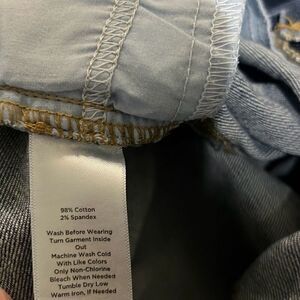 98% Cotton
2% Spandex
Wash Before Wearing
Turn Garment Inside
Out
Machine Wash Cold
With Like Colors
Only Non-Chlorine
Bleach When Needed
Tumble Dry Low
Warm Iron, If Needed